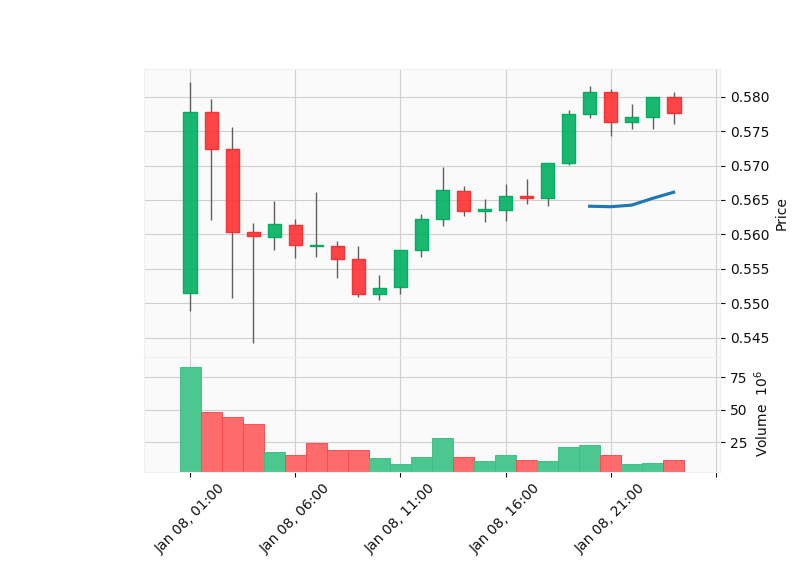 0.580
0.575
0.570
0.565
0.560
0.555
0.550
0.545
Price
75
50
25
Volume 10⁶
Jan 08, 01:00
Jan 08, 06:00
Jan 08, 11:00
Jan 08, 16:00
Jan 08, 21:00